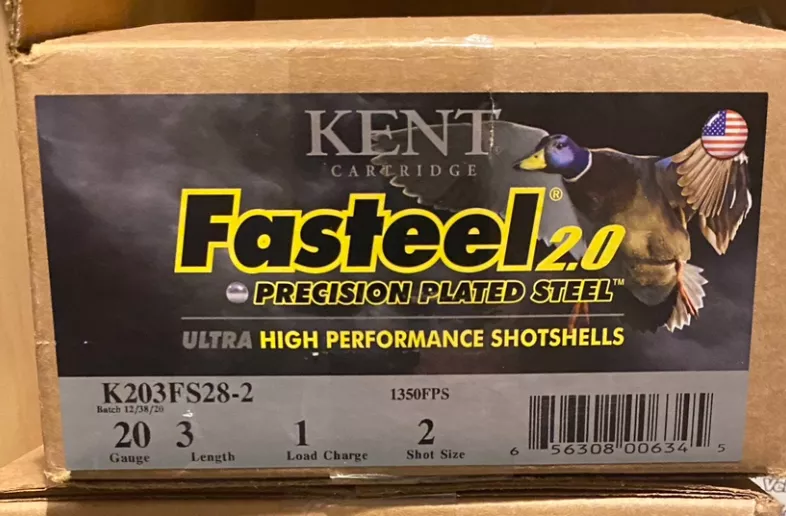 KENT
CARTRIDGE
Fasteel® 2.0
PRECISION PLATED STEEL™
ULTRA HIGH PERFORMANCE SHOTSHELLS
K203FS28-2 1350FPS
Batch 12/38/20
20 3 1 2
Gauge Length Load Charge Shot Size
6 56308 00634 5